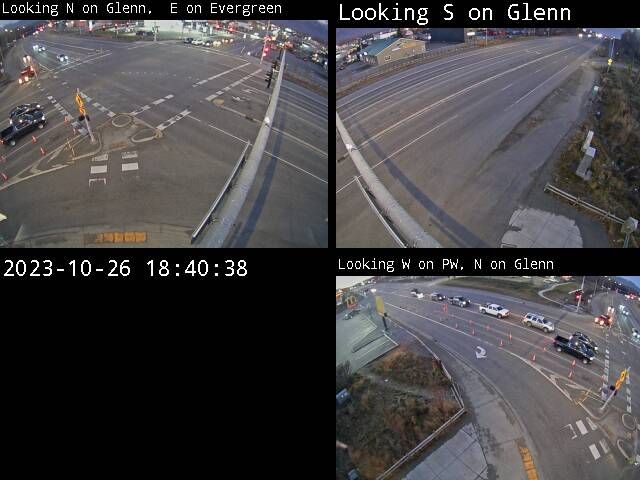 Looking N on Glenn,  E on Evergreen
Looking S on Glenn
2023-10-26 18:40:38
Looking W on PW, N on Glenn